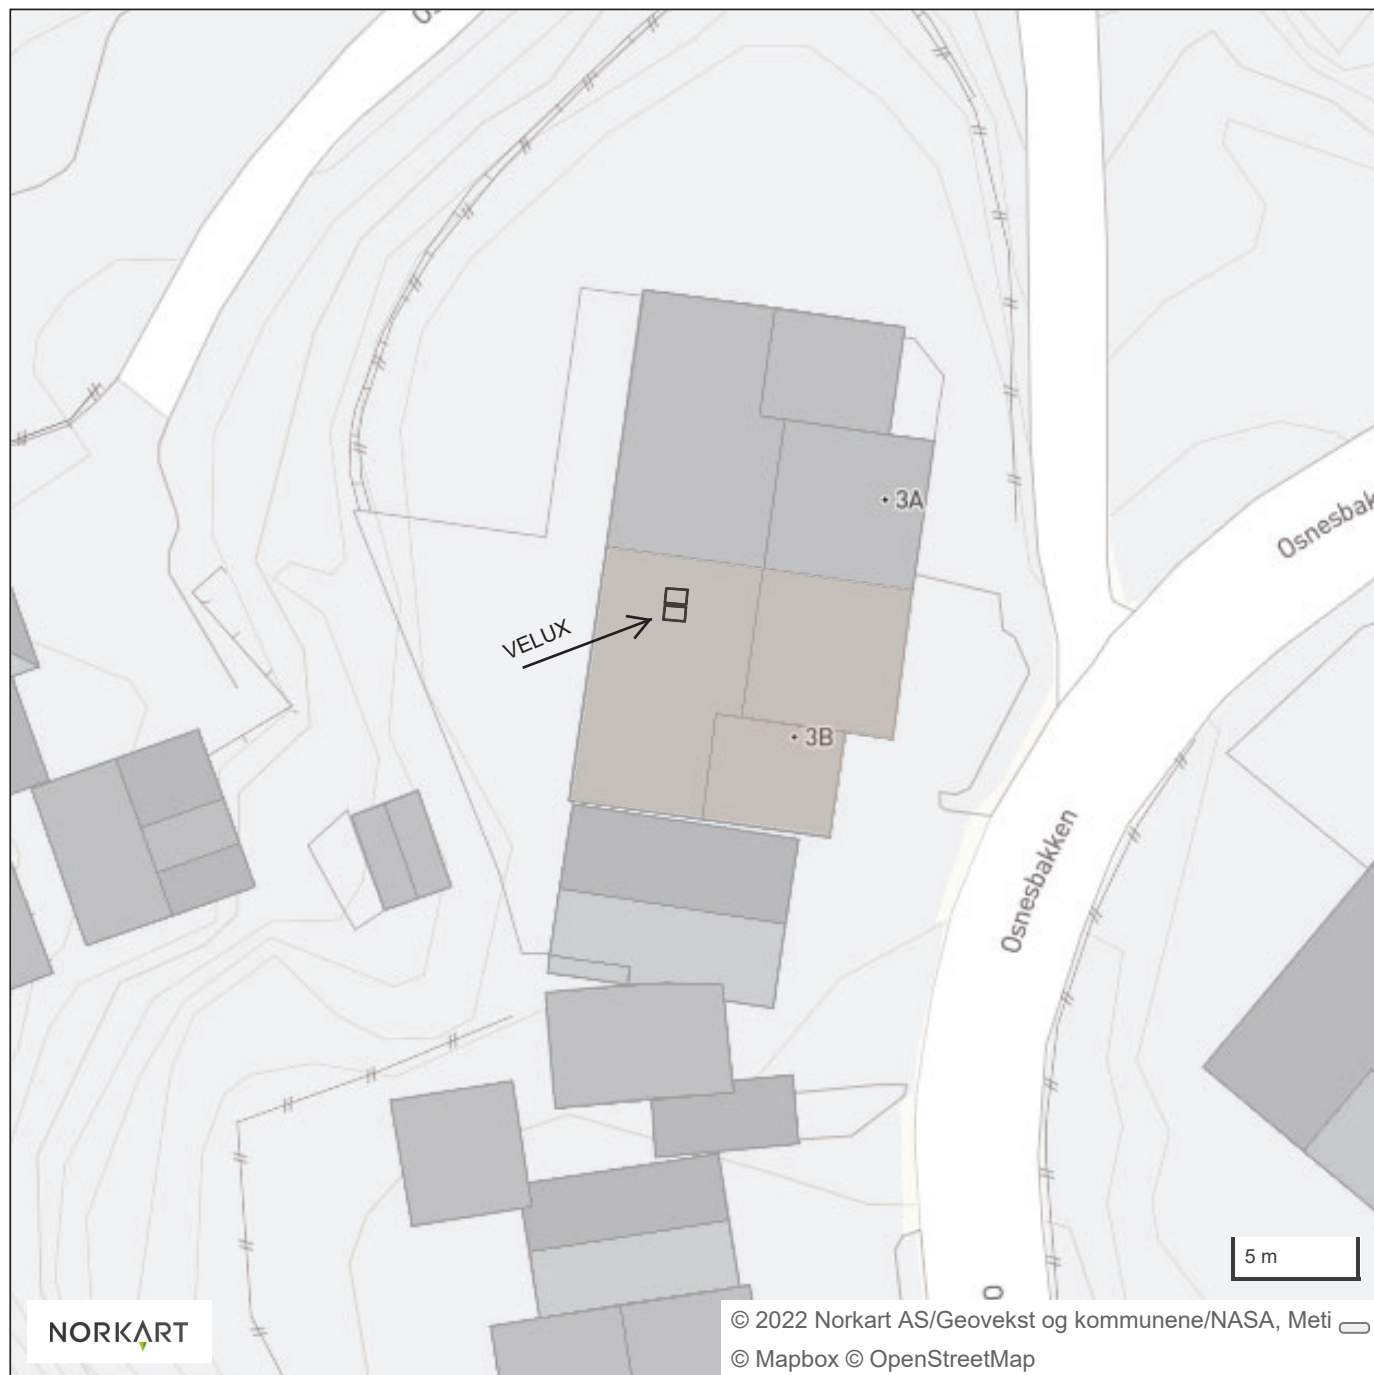 3A
Osnesbak
VELUX
3B
Osnesbakken
5 m
NORKART
© 2022 Norkart AS/Geovekst og kommunene/NASA, Meti
© Mapbox © OpenStreetMap